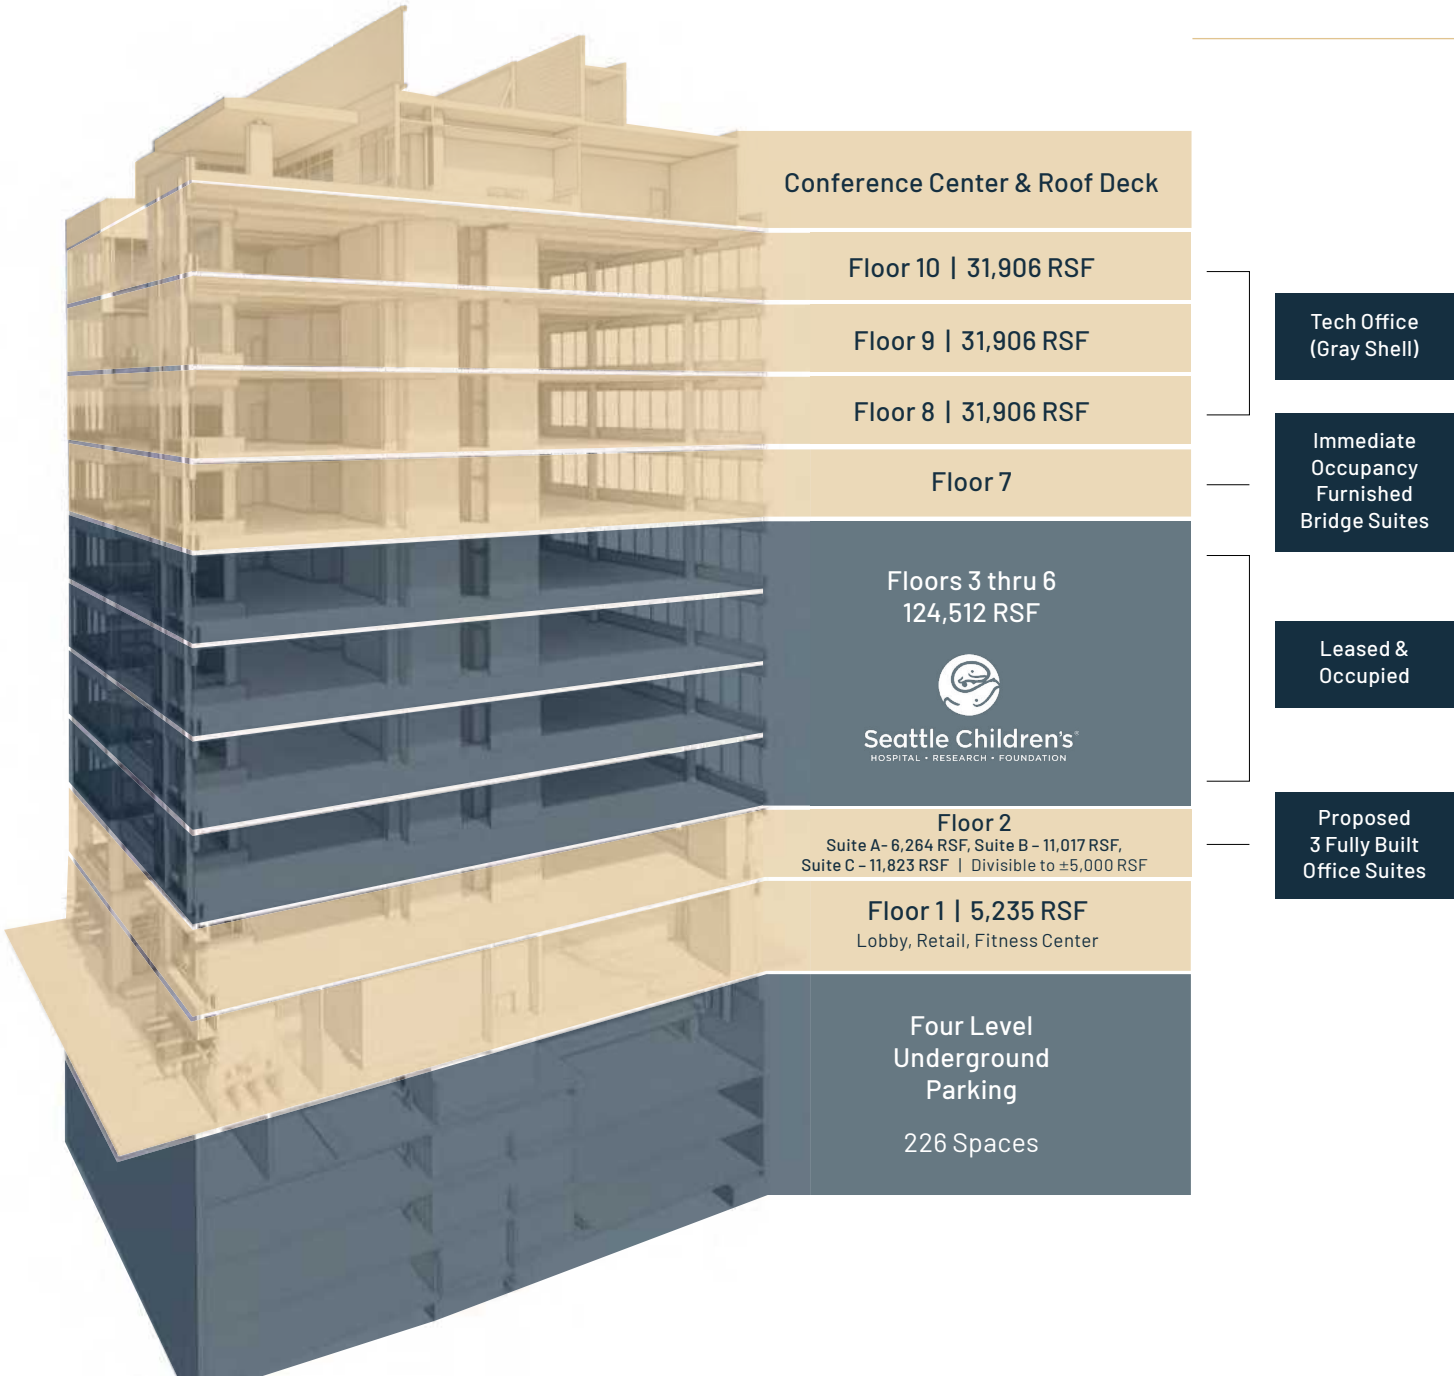 Conference Center & Roof Deck
Floor 10 | 31,906 RSF
Floor 9 | 31,906 RSF
Floor 8 | 31,906 RSF
Tech Office
(Gray Shell)
Floor 7
Immediate
Occupancy
Furnished
Bridge Suites
Floors 3 thru 6
124,512 RSF
Seattle Children's®
HOSPITAL • RESEARCH • FOUNDATION
Leased &
Occupied
Floor 2
Suite A- 6,264 RSF, Suite B – 11,017 RSF,
Suite C – 11,823 RSF | Divisible to ±5,000 RSF
Proposed
3 Fully Built
Office Suites
Floor 1 | 5,235 RSF
Lobby, Retail, Fitness Center
Four Level
Underground
Parking
226 Spaces